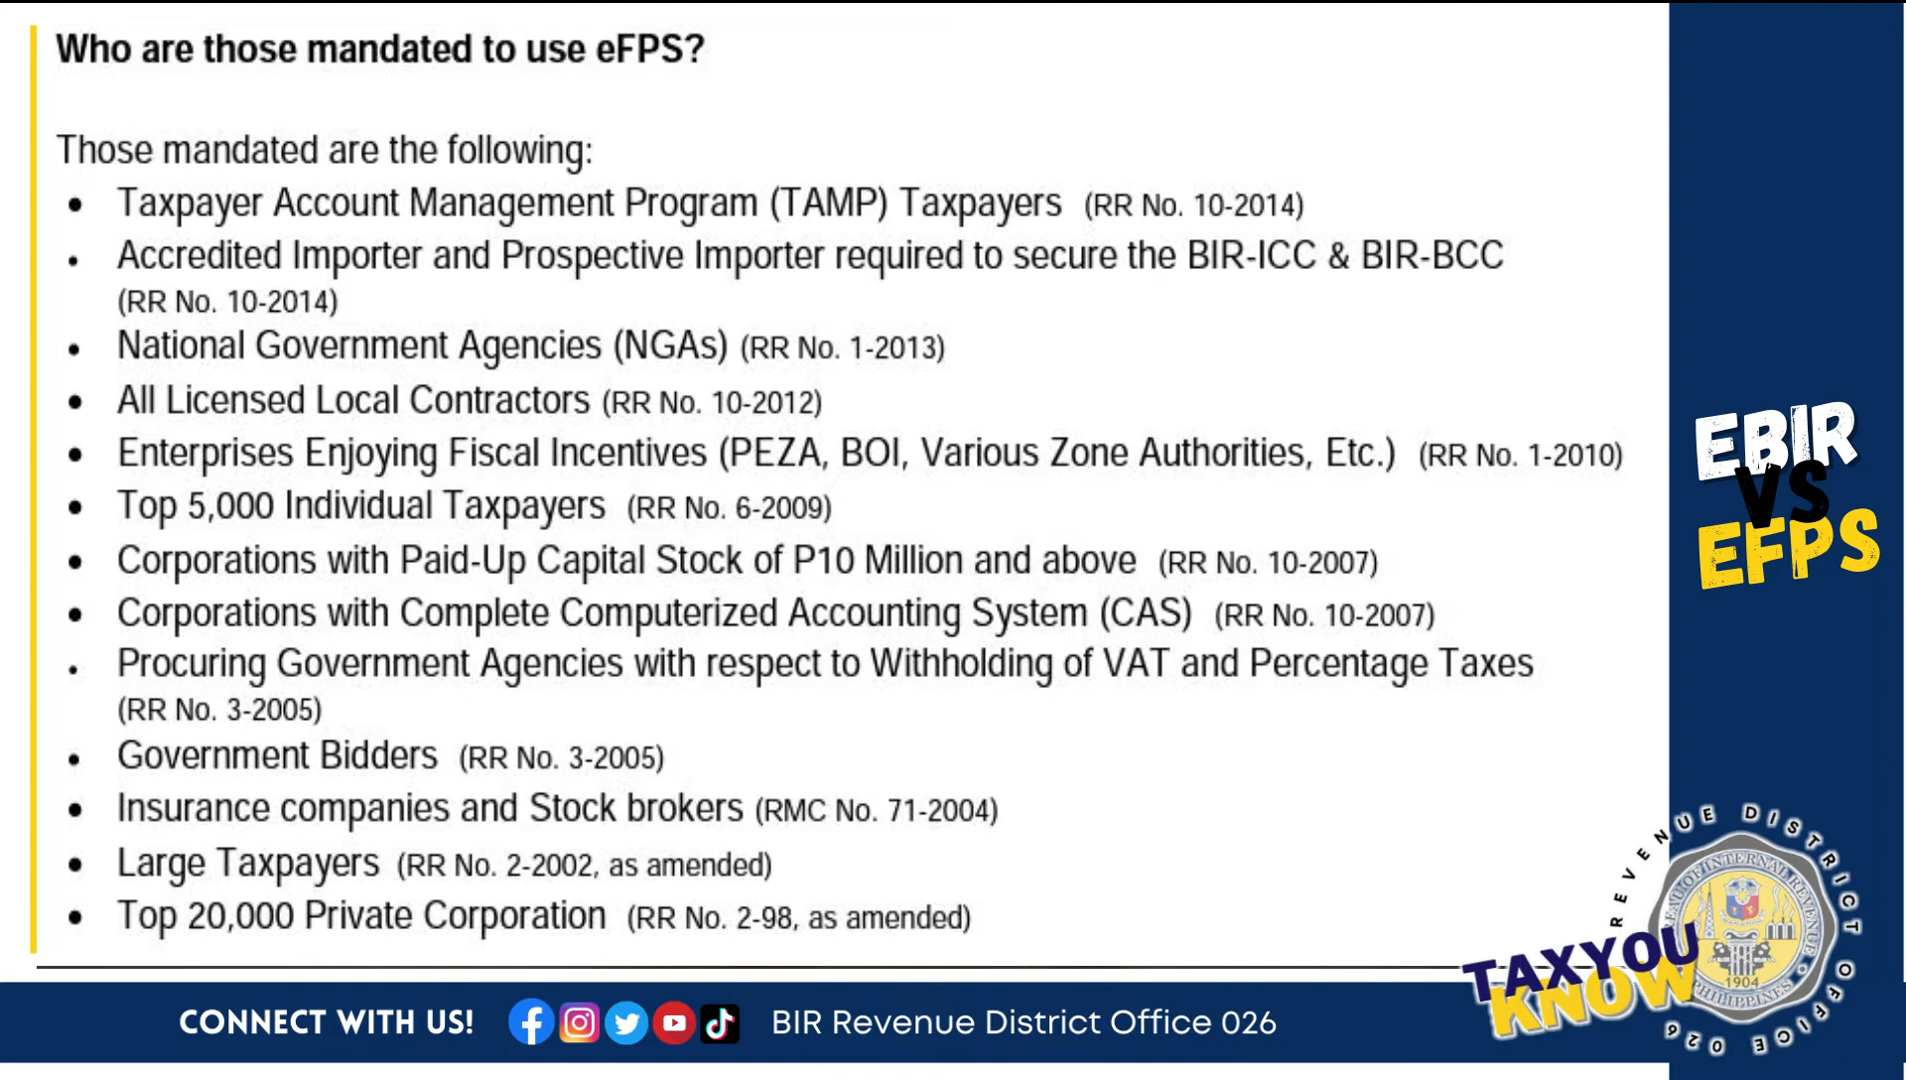 Who are those mandated to use eFPS?
Those mandated are the following:
• Taxpayer Account Management Program (TAMP) Taxpayers (RR No. 10-2014)
• Accredited Importer and Prospective Importer required to secure the BIR-ICC & BIR-BCC
(RR No. 10-2014)
• National Government Agencies (NGAs) (RR No. 1-2013)
• All Licensed Local Contractors (RR No. 10-2012)
• Enterprises Enjoying Fiscal Incentives (PEZA, BOI, Various Zone Authorities, Etc.) (RR No. 1-2010)
• Top 5,000 Individual Taxpayers (RR No. 6-2009)
• Corporations with Paid-Up Capital Stock of P10 Million and above (RR No. 10-2007)
• Corporations with Complete Computerized Accounting System (CAS) (RR No. 10-2007)
• Procuring Government Agencies with respect to Withholding of VAT and Percentage Taxes
(RR No. 3-2005)
• Government Bidders (RR No. 3-2005)
• Insurance companies and Stock brokers (RMC No. 71-2004)
• Large Taxpayers (RR No. 2-2002, as amended)
• Top 20,000 Private Corporation (RR No. 2-98, as amended)
EBIR
VS
EFPS
REVENUE DISTRICT OFFICE 026
BUREAU OF INTERNAL REVENUE
1904
PHILIPPINES
TAXYOU
KNOW
CONNECT WITH US!
BIR Revenue District Office 026